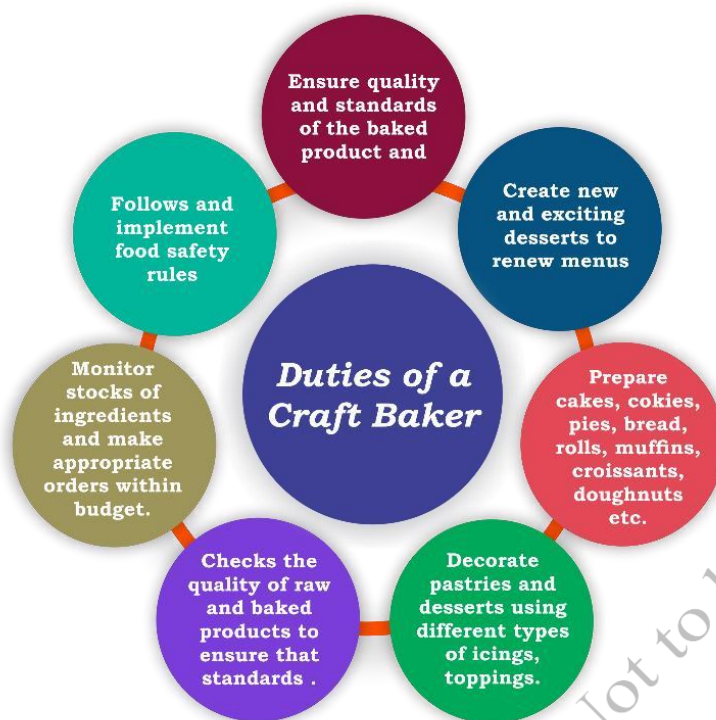 Ensure quality
and standards
of the baked
product and
Create new
and exciting
desserts to
renew menus
Prepare
cakes, cokies,
pies, bread,
rolls, muffins,
croissants,
doughnuts
etc.
Decorate
pastries and
desserts using
different types
of icings,
toppings.
Checks the
quality of raw
and baked
products to
ensure that
standards .
Monitor
stocks of
ingredients
and make
appropriate
orders within
budget.
Follows and
implement
food safety
rules
Duties of a
Craft Baker
Not to